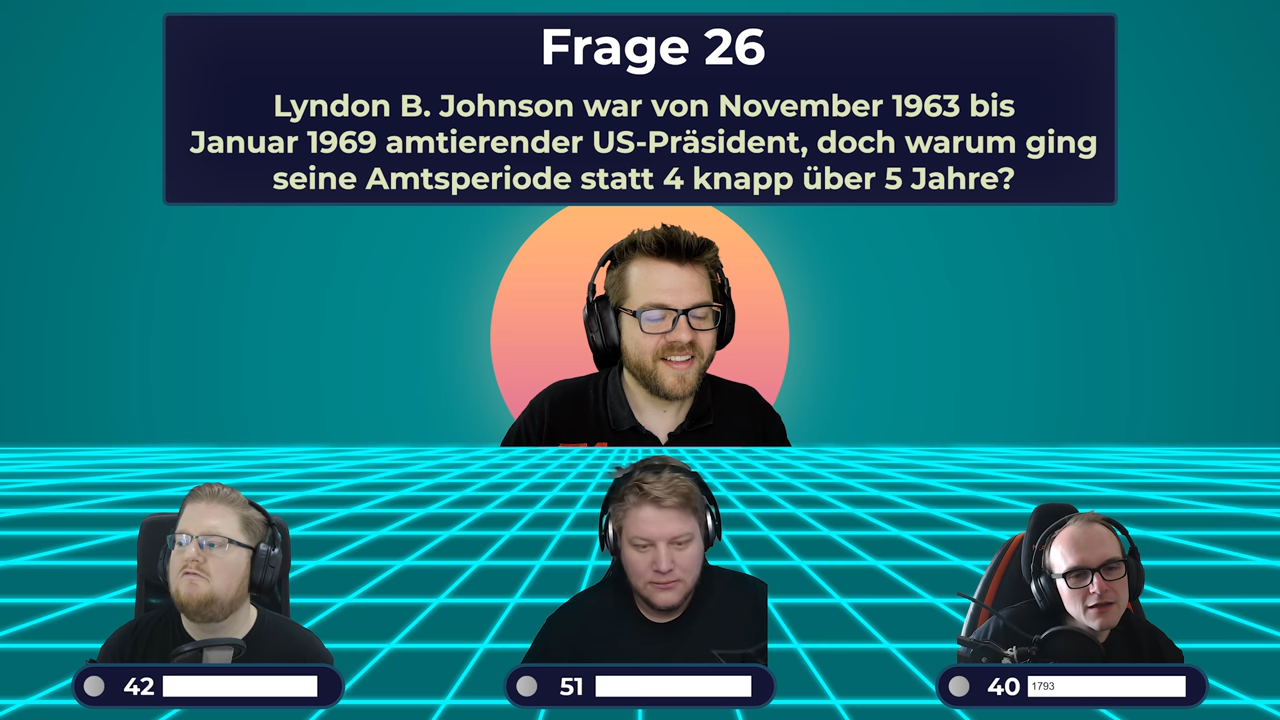 Frage 26
Lyndon B. Johnson war von November 1963 bis
Januar 1969 amtierender US-Präsident, doch warum ging
seine Amtsperiode statt 4 knapp über 5 Jahre?
42
51
40
1793